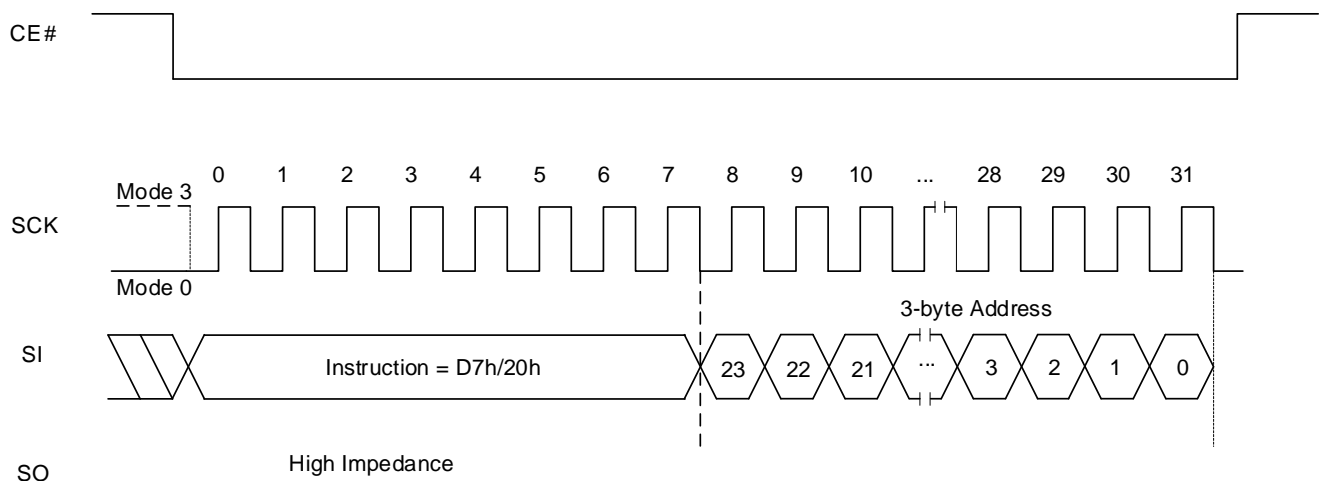 CE#
0 1 2 3 4 5 6 7 8 9 10 ... 28 29 30 31
Mode 3
SCK
Mode 0
3-byte Address
SI
Instruction = D7h/20h 23 22 21 ... 3 2 1 0
High Impedance
SO